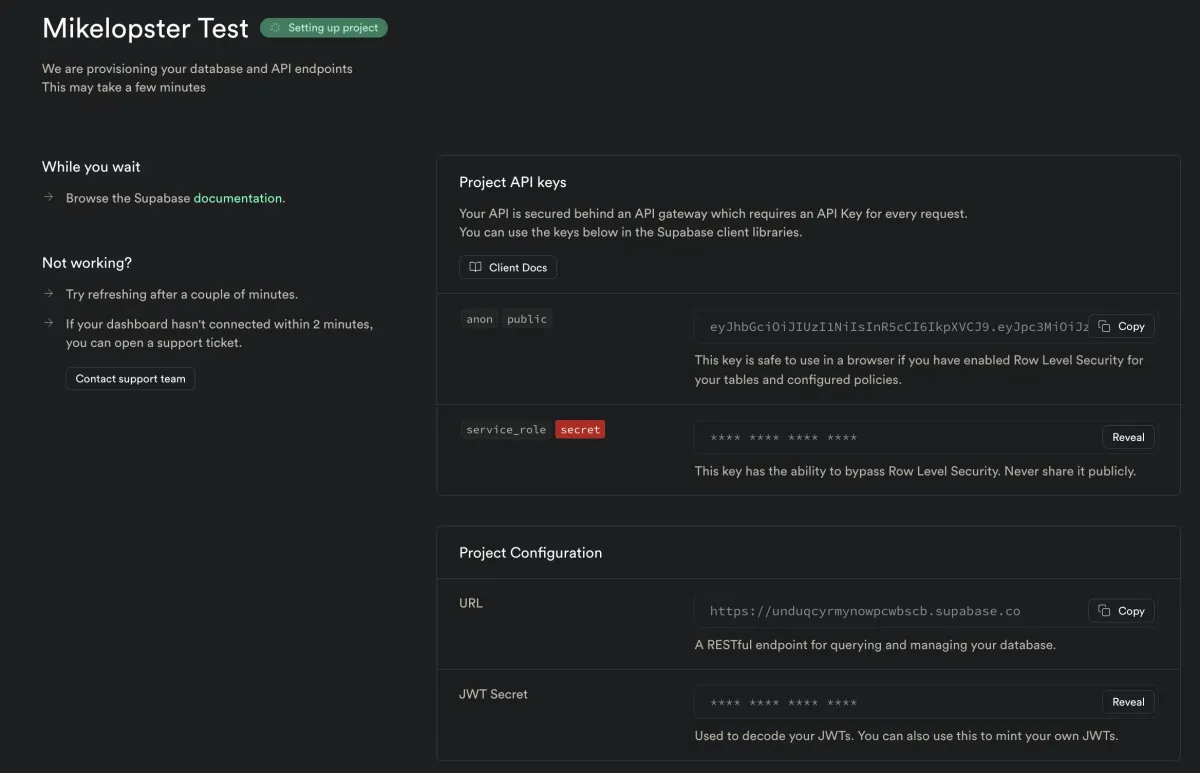 Mikelopster Test
Setting up project
We are provisioning your database and API endpoints
This may take a few minutes
While you wait
Browse the Supabase documentation.
Not working?
Try refreshing after a couple of minutes.
If your dashboard hasn't connected within 2 minutes,
you can open a support ticket.
Contact support team
Project API keys
Your API is secured behind an API gateway which requires an API Key for every request.
You can use the keys below in the Supabase client libraries.
Client Docs
anon public
eyJhbGciOiJIUzI1NiIsInR5cCI6IkpXVCJ9.eyJpc3MiOiJz
Copy
This key is safe to use in a browser if you have enabled Row Level Security for
your tables and configured policies.
service_role secret
**** **** **** ****
Reveal
This key has the ability to bypass Row Level Security. Never share it publicly.
Project Configuration
URL
https://unduqcyrmynowpcwbscb.supabase.co
Copy
A RESTful endpoint for querying and managing your database.
JWT Secret
**** **** **** ****
Reveal
Used to decode your JWTs. You can also use this to mint your own JWTs.